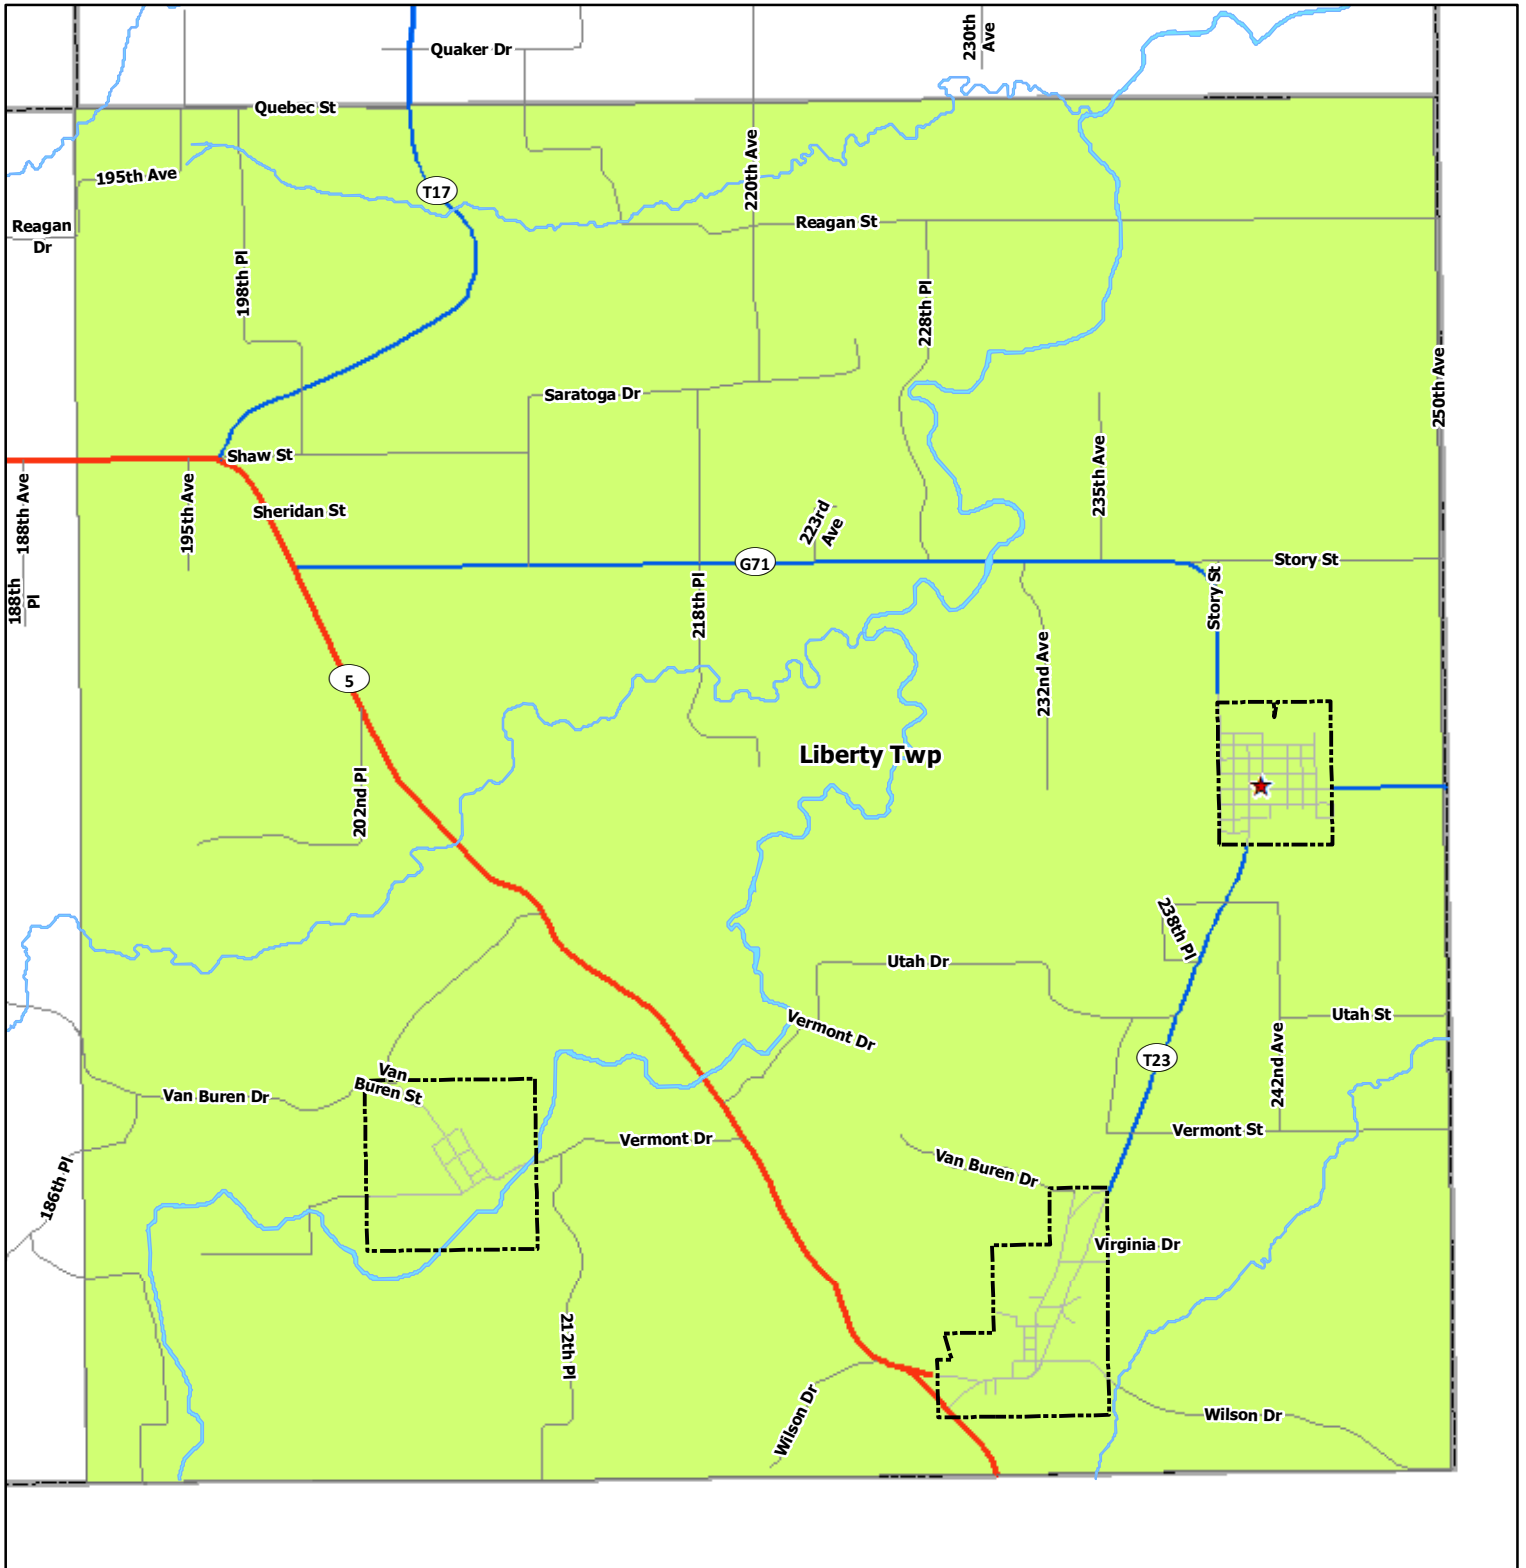 Quaker Dr
230th
Ave
Quebec St
195th Ave
T17
220th Ave
Reagan
Dr
Reagan St
198th Pl
228th Pl
250th Ave
Saratoga Dr
Shaw St
188th Ave
195th Ave
Sheridan St
223rd
Ave
235th Ave
G71
Story St
188th
Pl
218th Pl
Story St
232nd Ave
5
Liberty Twp
202nd Pl
238th Pl
Utah Dr
Vermont Dr
Utah St
T23
242nd Ave
Van
Buren St
Van Buren Dr
Vermont Dr
Vermont St
186th Pl
Van Buren Dr
Virginia Dr
212th Pl
Wilson Dr
Wilson Dr